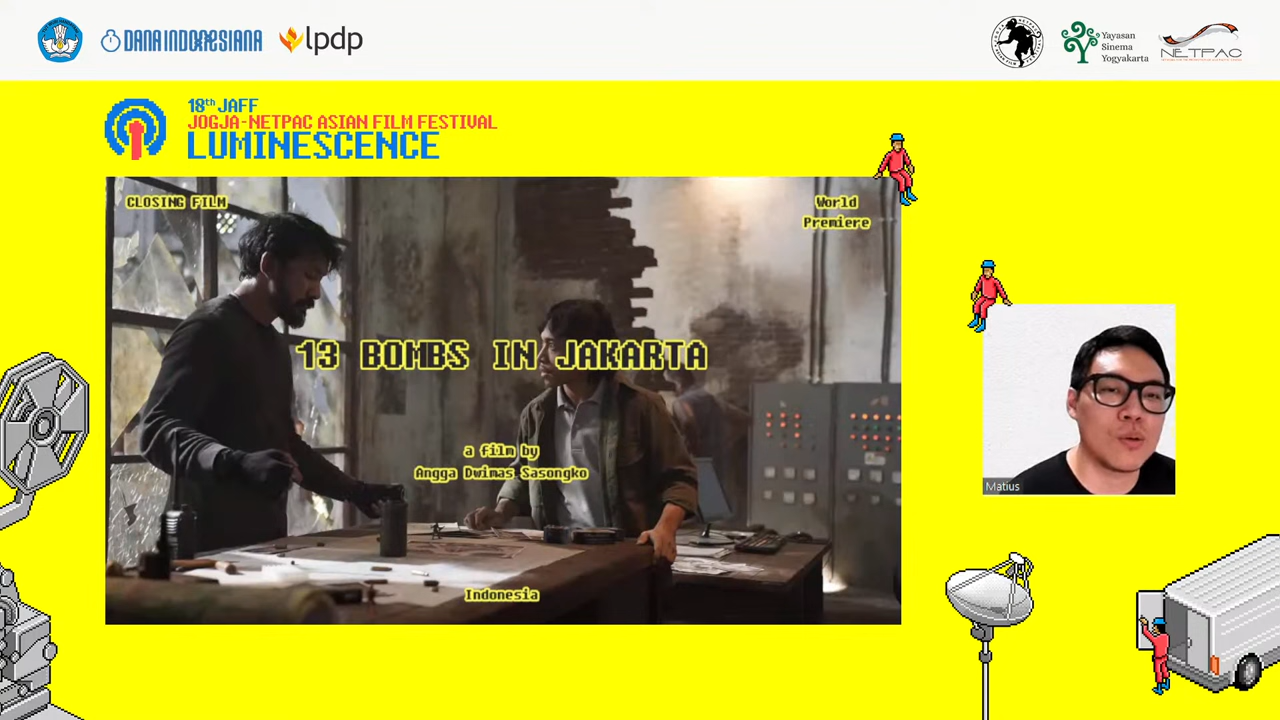 DANA INDONESIANA
lpdp
Yayasan
Sinema
Yogyakarta
NETPAC
18th JAFF
JOGJA-NETPAC ASIAN FILM FESTIVAL
LUMINESCENCE
CLOSING FILM
World
Premiere
13 BOMBS IN JAKARTA
a film by
Angga Dwimas Sasongko
Indonesia
Matius